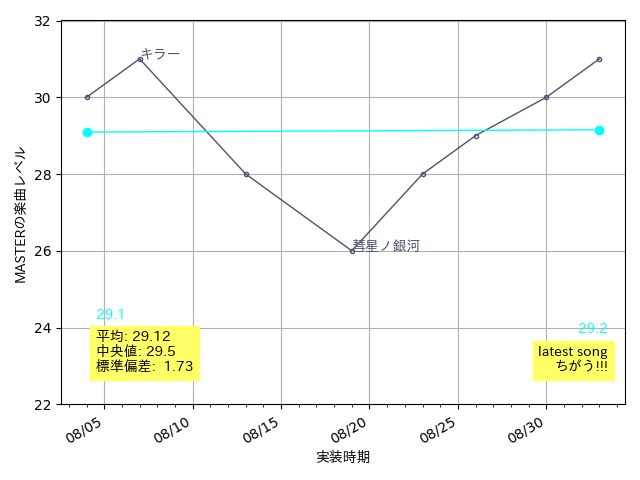 32
30
28
26
24
22
MASTERの楽曲レベル
キラー
彗星ノ銀河
29.1
平均: 29.12
中央値: 29.5
標準偏差: 1.73
29.2
latest song
ちがう!!!
08/05
08/10
08/15
08/20
08/25
08/30
実装時期